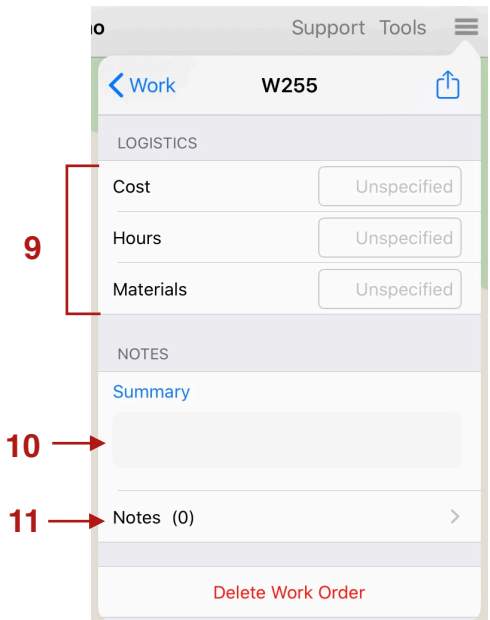 no Support Tools
Work W255
LOGISTICS
Cost Unspecified
9 Hours Unspecified
Materials Unspecified
NOTES
Summary
10
11 Notes (0)
Delete Work Order